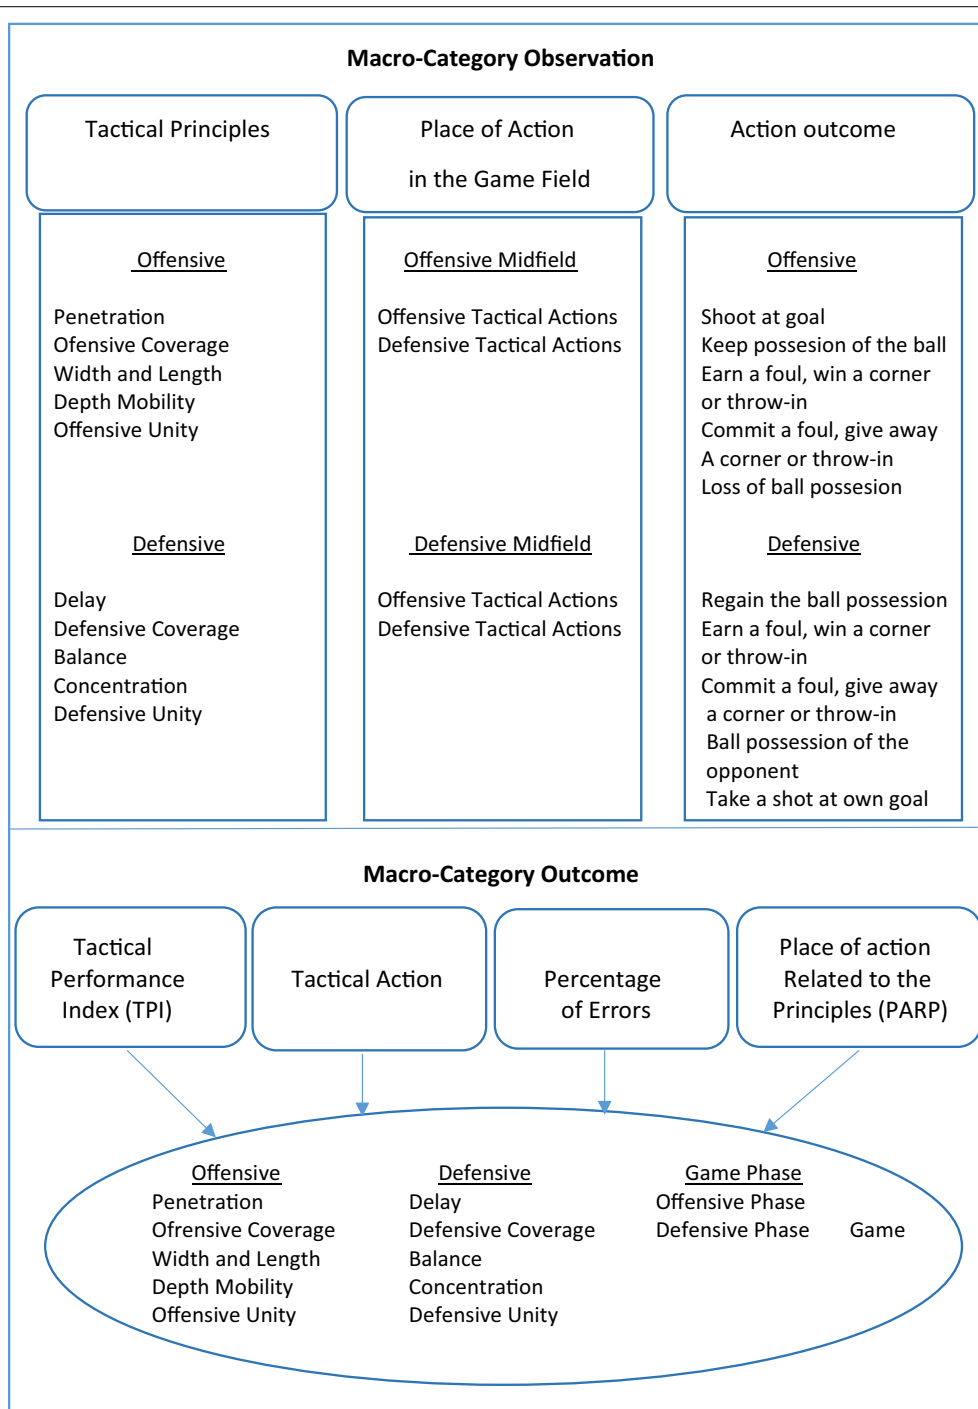 Macro-Category Observation
Tactical Principles
Place of Action
in the Game Field
Action outcome
Offensive
Penetration
Ofensive Coverage
Width and Length
Depth Mobility
Offensive Unity
Defensive
Delay
Defensive Coverage
Balance
Concentration
Defensive Unity
Offensive Midfield
Offensive Tactical Actions
Defensive Tactical Actions
Defensive Midfield
Offensive Tactical Actions
Defensive Tactical Actions
Offensive
Shoot at goal
Keep possesion of the ball
Earn a foul, win a corner
or throw-in
Commit a foul, give away
A corner or throw-in
Loss of ball possesion
Defensive
Regain the ball possession
Earn a foul, win a corner
or throw-in
Commit a foul, give away
a corner or throw-in
Ball possession of the
opponent
Take a shot at own goal
Macro-Category Outcome
Tactical
Performance
Index (TPI)
Tactical Action
Percentage
of Errors
Place of action
Related to the
Principles (PARP)
Offensive
Penetration
Ofrensive Coverage
Width and Length
Depth Mobility
Offensive Unity
Defensive
Delay
Defensive Coverage
Balance
Concentration
Defensive Unity
Game Phase
Offensive Phase
Defensive Phase
Game